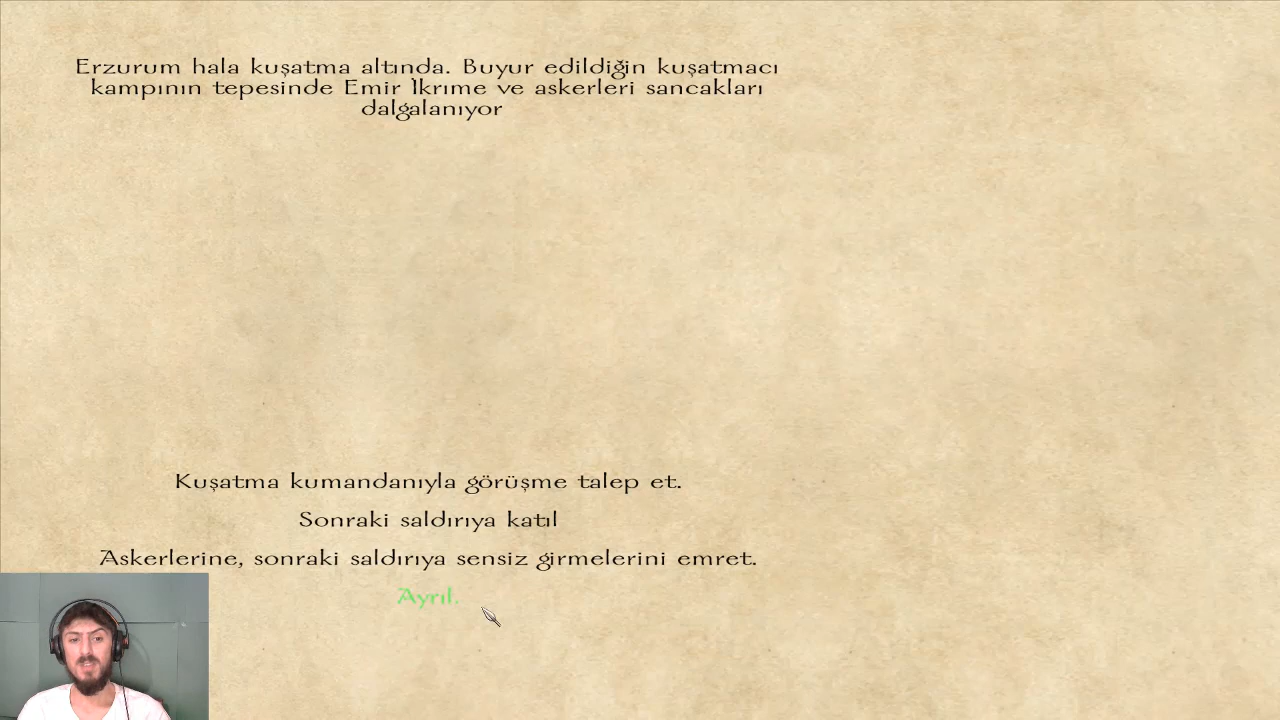 Erzurum hala kuşatma altında. Buyur edildiğin kuşatmacı
kampının tepesinde Emir İkrime ve askerleri sancakları
dalgalanıyor
Kuşatma kumandanıyla görüşme talep et.
Sonraki saldırıya katıl
Askerlerine, sonraki saldırıya sensiz girmelerini emret.
Ayrıl.